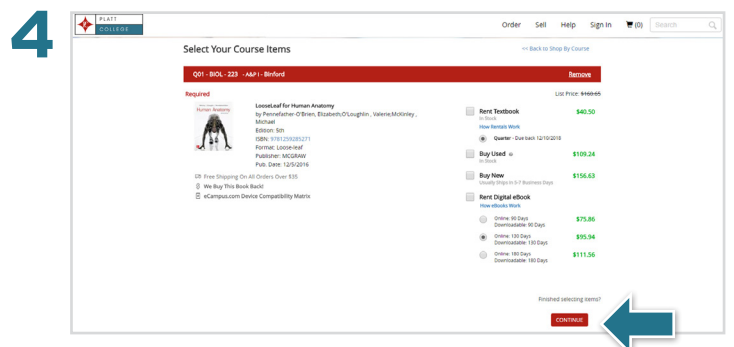 4
PLATT
COLLEGE
Order Sell Help Sign In (0) Search
Select Your Course Items
<< Back to Shop By Course
Q01 - BIOL - 223 - A&P I - Binford Remove
Required
List Price: $160.65
Human Anatomy
LooseLeaf for Human Anatomy
by Pennefather-O'Brien, Elizabeth;O'Loughlin , Valerie;McKinley ,
Michael
Edition: 5th
ISBN: 9781259285271
Format: Loose-leaf
Publisher: MCGRAW
Pub. Date: 12/5/2016
Free Shipping On All Orders Over $35
We Buy This Book Back!
eCampus.com Device Compatibility Matrix
Rent Textbook $40.50
In Stock
How Rentals Work
Quarter - Due back 12/10/2018
Buy Used $109.24
In Stock
Buy New $156.63
Usually Ships in 5-7 Business Days
Rent Digital eBook
How eBooks Work
Online: 90 Days $75.86
Downloadable: 90 Days
Online: 130 Days $95.94
Downloadable: 130 Days
Online: 180 Days $111.56
Downloadable: 180 Days
Finished selecting items?
CONTINUE